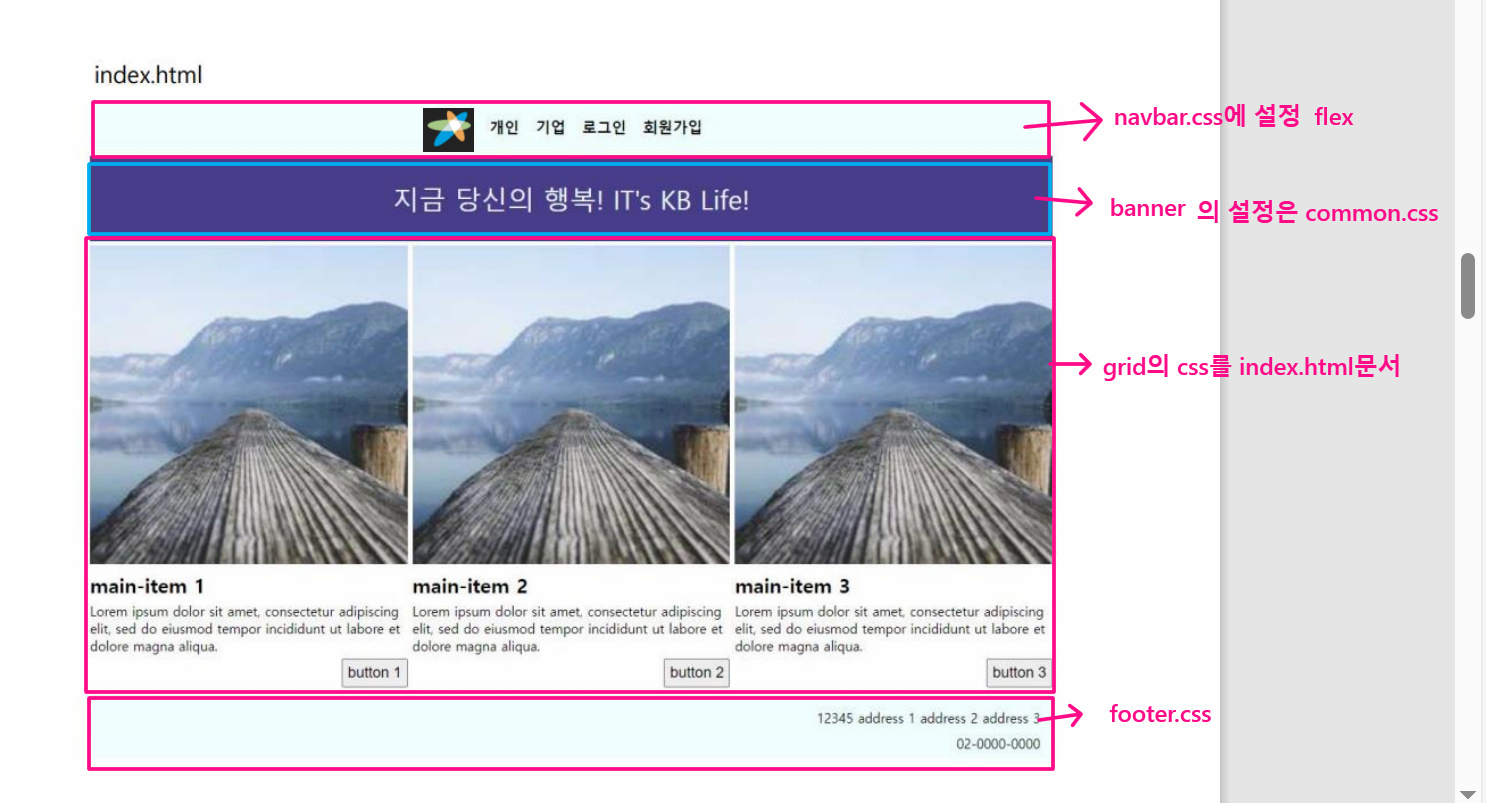 index.html
개인 기업 로그인 회원가입
navbar.css에 설정 flex
지금 당신의 행복! IT's KB Life!
banner 의 설정은 common.css
grid의 css를 index.html문서
main-item 1
Lorem ipsum dolor sit amet, consectetur adipiscing
elit, sed do eiusmod tempor incididunt ut labore et
dolore magna aliqua.
button 1
main-item 2
Lorem ipsum dolor sit amet, consectetur adipiscing
elit, sed do eiusmod tempor incididunt ut labore et
dolore magna aliqua.
button 2
main-item 3
Lorem ipsum dolor sit amet, consectetur adipiscing
elit, sed do eiusmod tempor incididunt ut labore et
dolore magna aliqua.
button 3
12345 address 1 address 2 address 3
02-0000-0000
footer.css